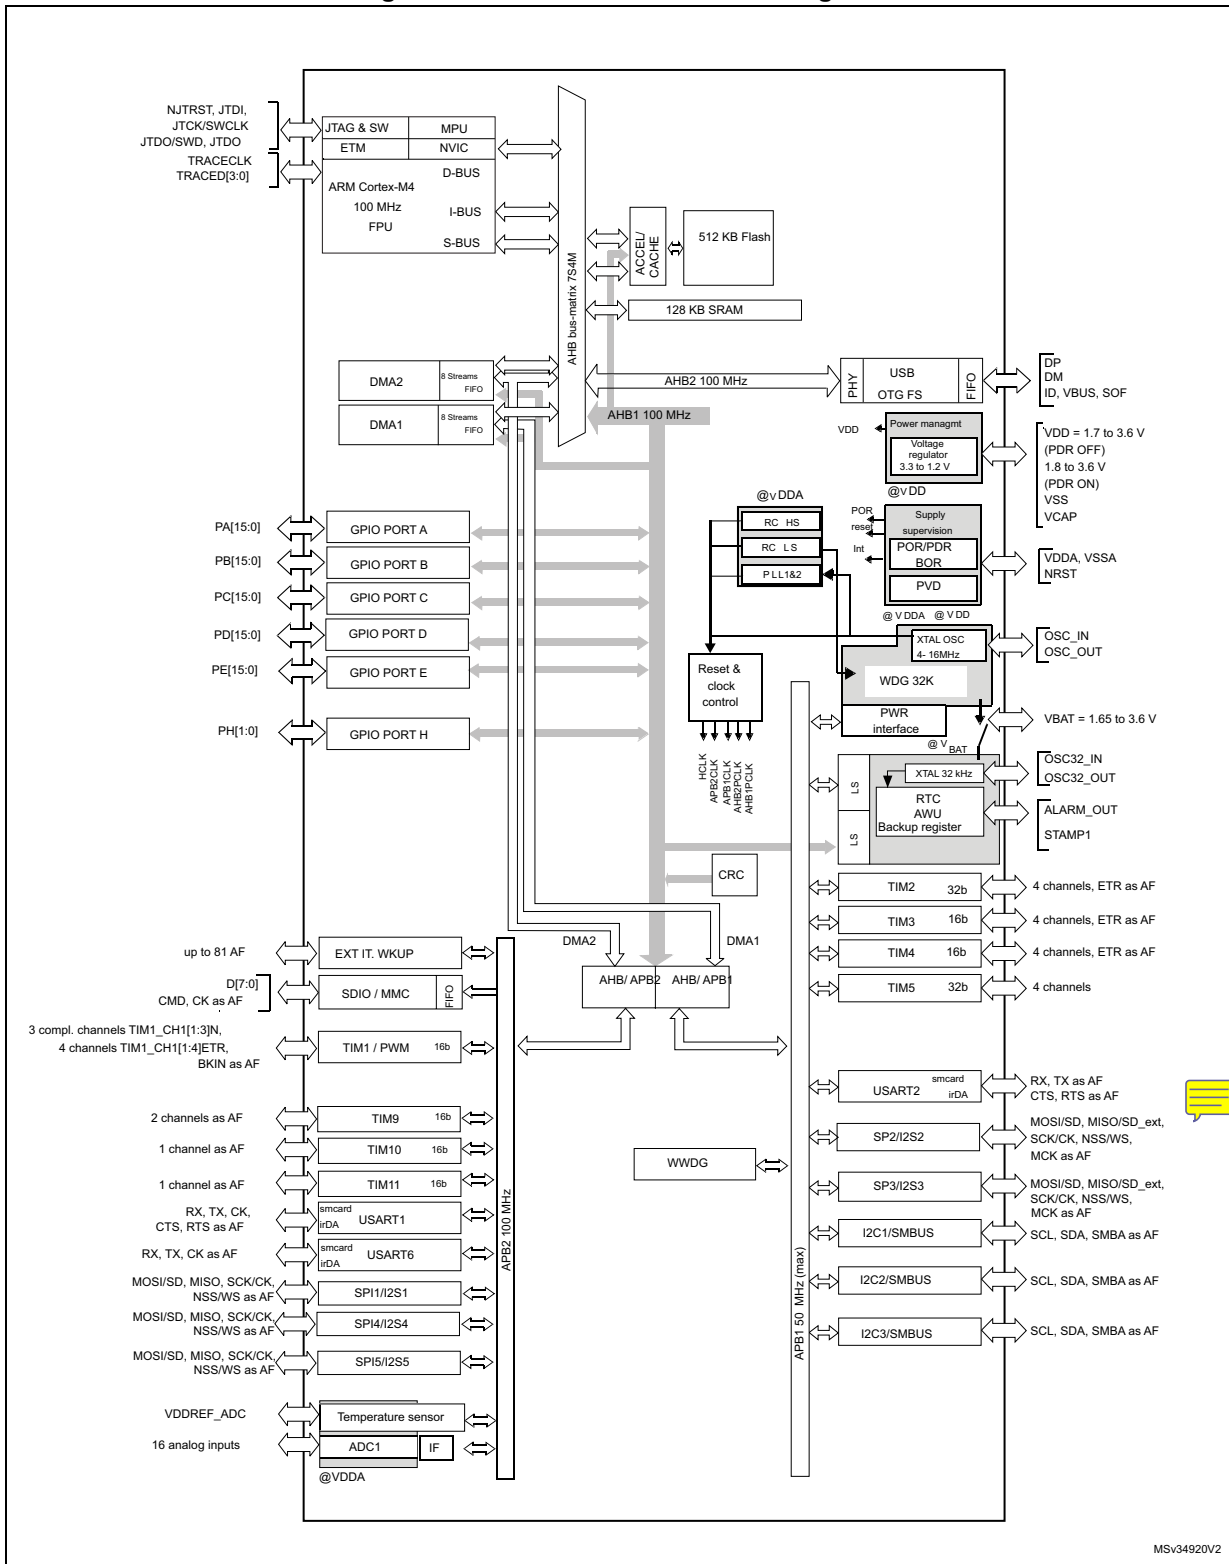 NJTRST, JTDI,
JTCK/SWCLK
JTDO/SWD, JTDO
TRACECLK
TRACED[3:0]
JTAG & SW
MPU
ETM
NVIC
D-BUS
ARM Cortex-M4
100 MHz
FPU
I-BUS
S-BUS
AHB bus-matrix 7S4M
ACCEL/
CACHE
512 KB Flash
128 KB SRAM
DMA2
8 Streams
FIFO
DMA1
8 Streams
FIFO
AHB2 100 MHz
AHB1 100 MHz
PHY
USB
OTG FS
FIFO
DP
DM
ID, VBUS, SOF
VDD
Power managmt
Voltage
regulator
3.3 to 1.2 V
@VDD
VDD = 1.7 to 3.6 V
(PDR OFF)
1.8 to 3.6 V
(PDR ON)
VSS
VCAP
@VDDA
RC HS
RC LS
PLL1&2
POR
reset
Int
Supply
supervision
POR/PDR
BOR
PVD
VDDA, VSSA
NRST
@VDDA @VDD
XTAL OSC
4- 16MHz
WDG 32K
OSC_IN
OSC_OUT
PWR
interface
VBAT = 1.65 to 3.6 V
@VBAT
PA[15:0]
GPIO PORT A
PB[15:0]
GPIO PORT B
PC[15:0]
GPIO PORT C
PD[15:0]
GPIO PORT D
PE[15:0]
GPIO PORT E
PH[1:0]
GPIO PORT H
Reset &
clock
control
HCLK
APB2CLK
APB1CLK
AHB2PCLK
AHB1PCLK
LS
LS
XTAL 32 kHz
RTC
AWU
Backup register
OSC32_IN
OSC32_OUT
ALARM_OUT
STAMP1
CRC
DMA2
DMA1
AHB/ APB2
AHB/ APB1
up to 81 AF
EXT IT. WKUP
D[7:0]
CMD, CK as AF
SDIO / MMC
FIFO
3 compl. channels TIM1_CH1[1:3]N,
4 channels TIM1_CH1[1:4]ETR,
BKIN as AF
TIM1 / PWM 16b
2 channels as AF
TIM9 16b
1 channel as AF
TIM10 16b
1 channel as AF
TIM11 16b
RX, TX, CK,
CTS, RTS as AF
smcard
irDA
USART1
RX, TX, CK as AF
smcard
irDA
USART6
MOSI/SD, MISO, SCK/CK,
NSS/WS as AF
SPI1/I2S1
MOSI/SD, MISO, SCK/CK,
NSS/WS as AF
SPI4/I2S4
MOSI/SD, MISO, SCK/CK,
NSS/WS as AF
SPI5/I2S5
VDDREF_ADC
Temperature sensor
16 analog inputs
ADC1
IF
@VDDA
APB2 100 MHz
WWDG
APB1 50 MHz (max)
TIM2 32b
4 channels, ETR as AF
TIM3 16b
4 channels, ETR as AF
TIM4 16b
4 channels, ETR as AF
TIM5 32b
4 channels
USART2
smcard
irDA
RX, TX as AF
CTS, RTS as AF
SP2/I2S2
MOSI/SD, MISO/SD_ext,
SCK/CK, NSS/WS,
MCK as AF
SP3/I2S3
MOSI/SD, MISO/SD_ext,
SCK/CK, NSS/WS,
MCK as AF
I2C1/SMBUS
SCL, SDA, SMBA as AF
I2C2/SMBUS
SCL, SDA, SMBA as AF
I2C3/SMBUS
SCL, SDA, SMBA as AF
MSv34920V2